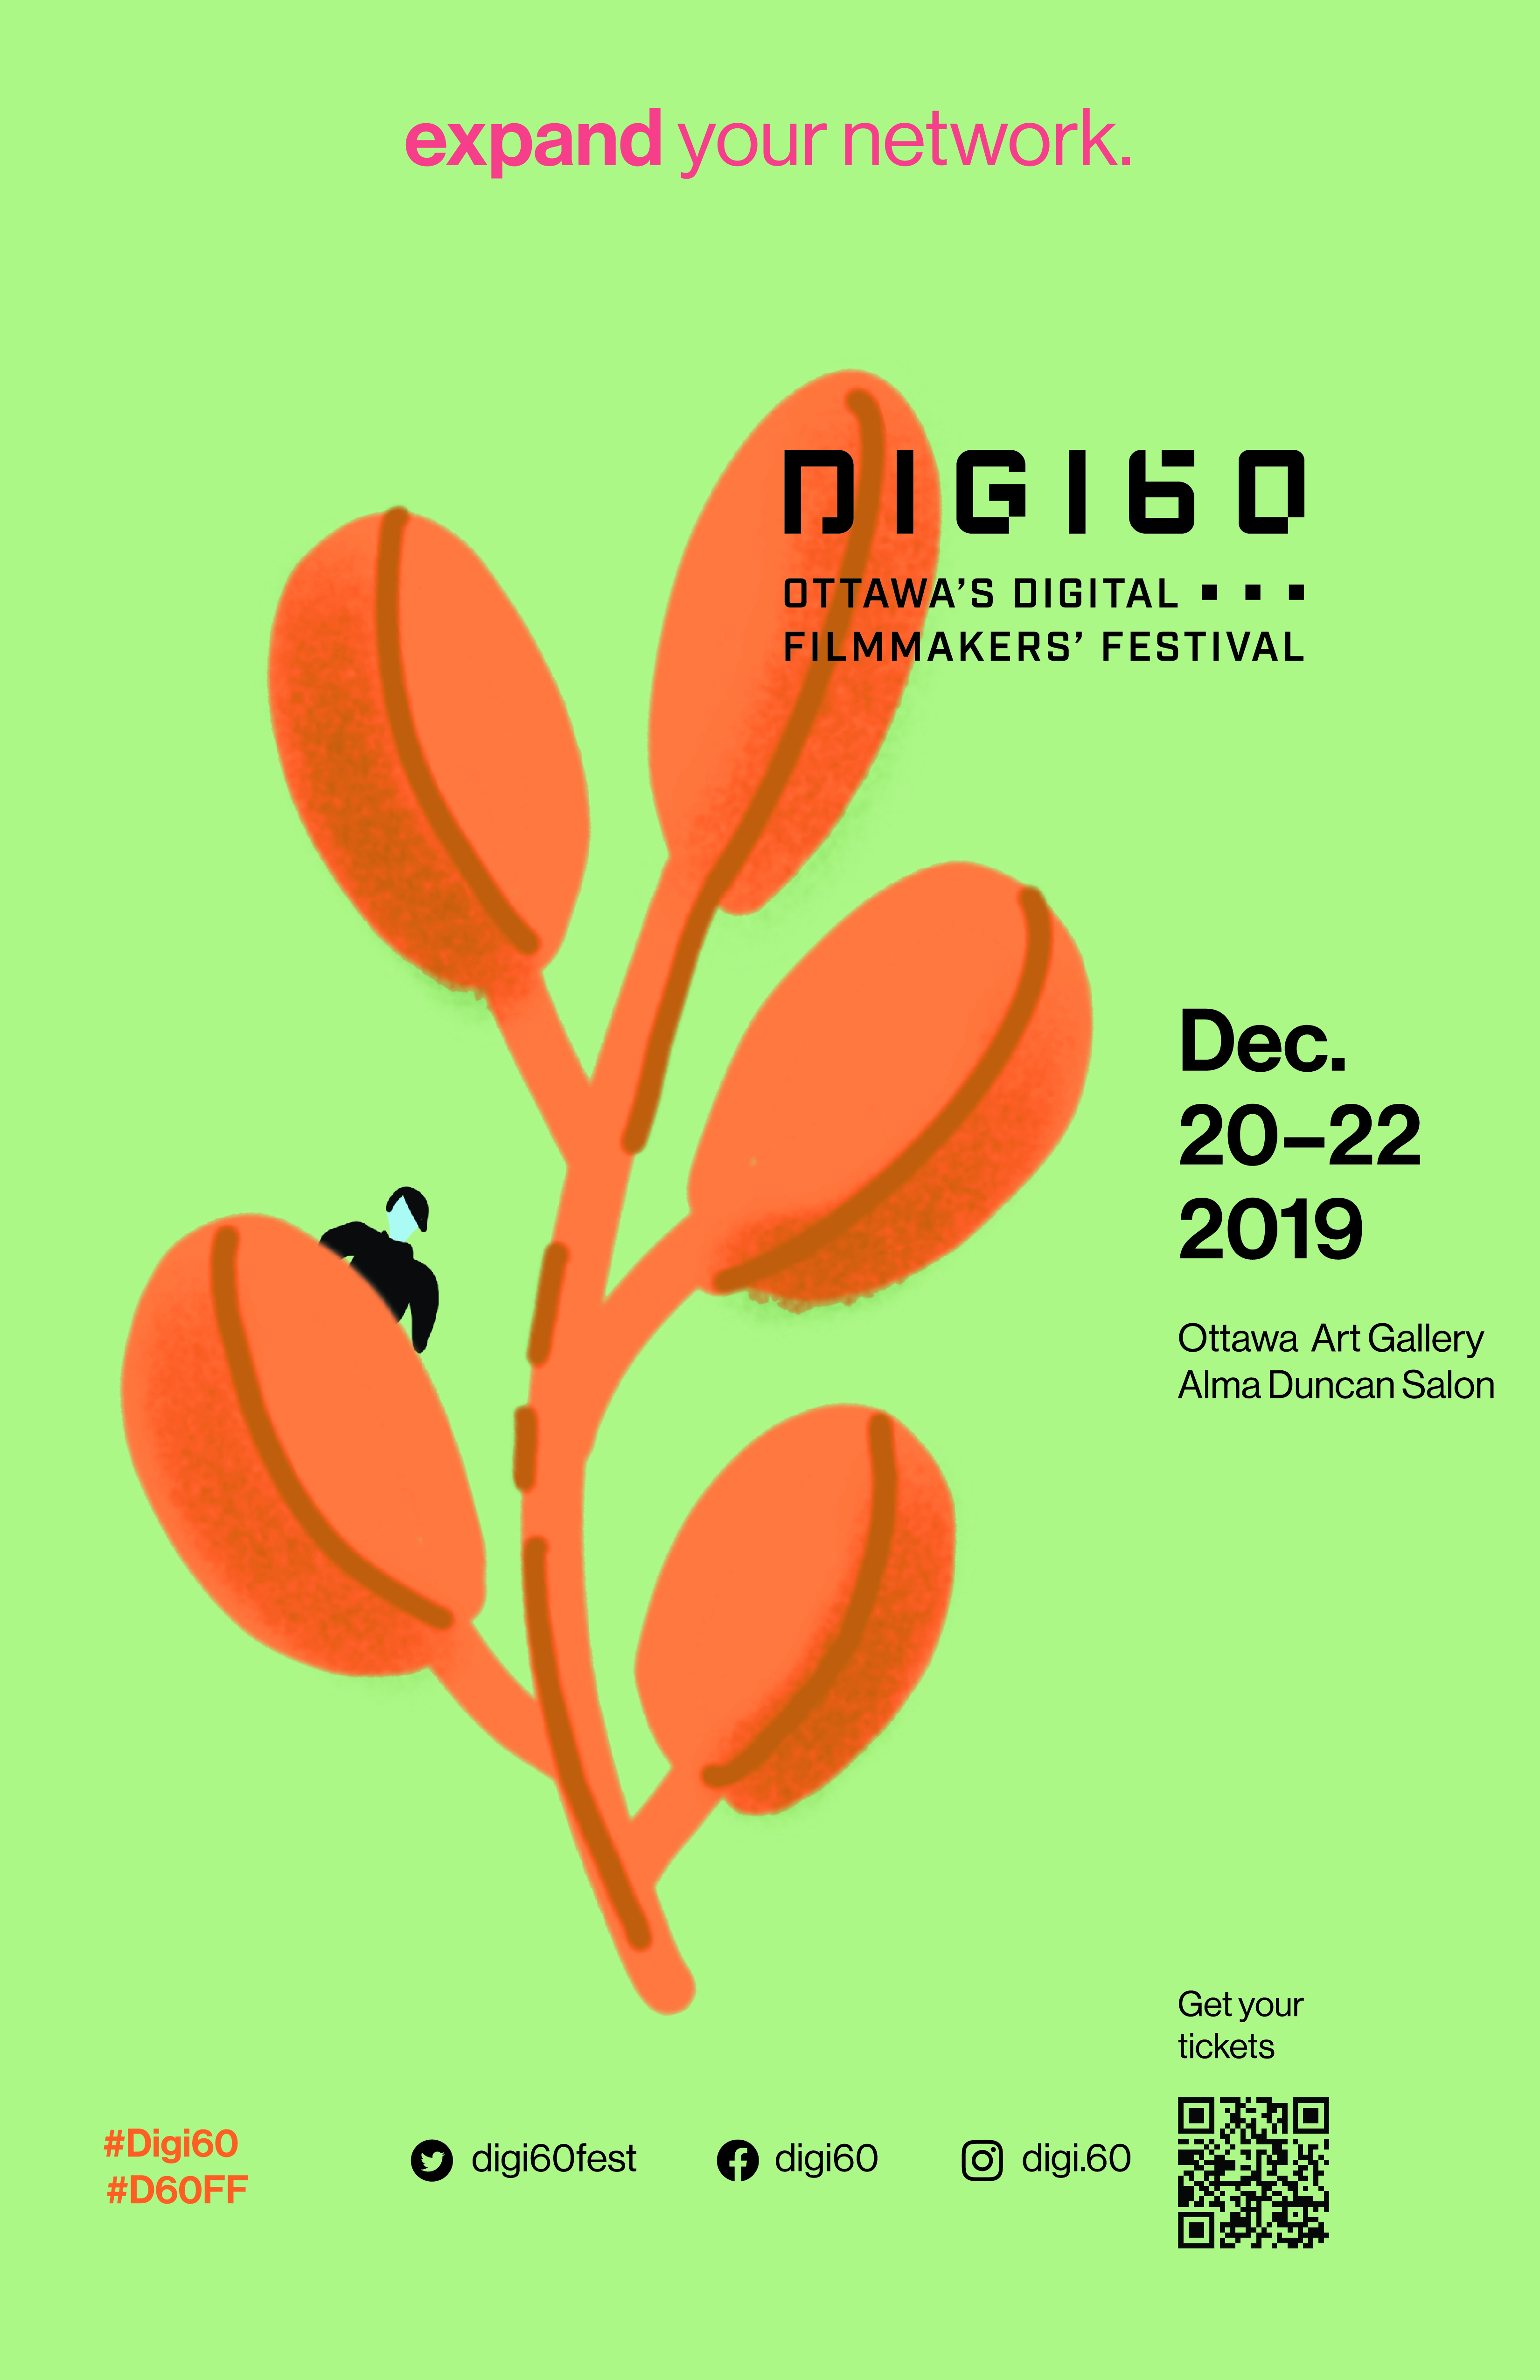 expand your network.
DIGI60
OTTAWA’S DIGITAL
FILMMAKERS’ FESTIVAL
Dec.
20–22
2019
Ottawa Art Gallery
Alma Duncan Salon
Get your
tickets
#Digi60
#D60FF
digi60fest
digi60
digi.60